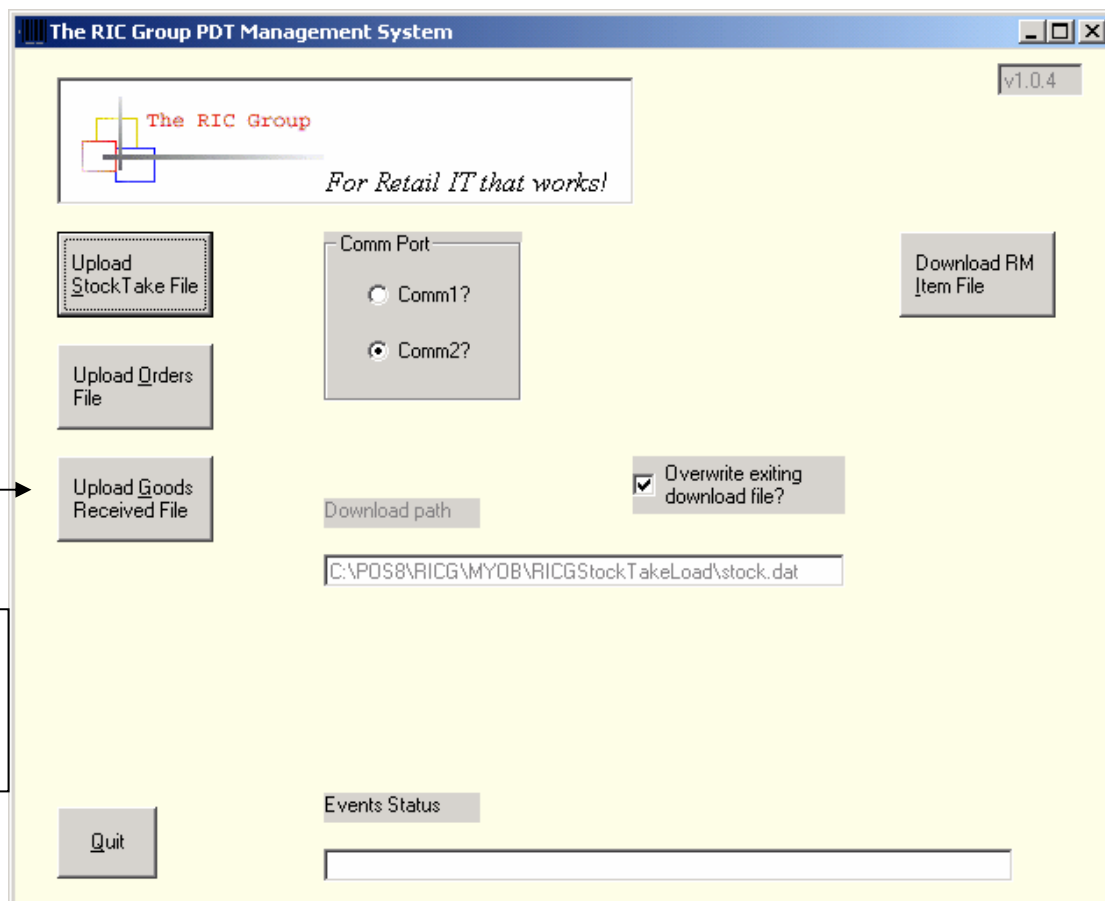 The RIC Group PDT Management System
v1.0.4
The RIC Group
For Retail IT that works!
Upload
StockTake File
Comm Port
Comm1?
Comm2?
Download RM
Item File
Upload Orders
File
Upload Goods
Received File
Overwrite exiting
download file?
Download path
C:\POS8\RICG\MYOB\RICGStockTakeLoad\stock.dat
Events Status
Quit